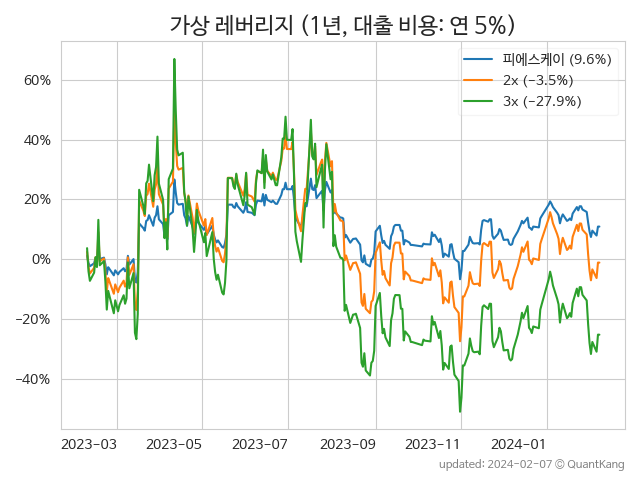 가상 레버리지 (1년, 대출 비용: 연 5%)
피에스케이 (9.6%)
2x (−3.5%)
3x (−27.9%)
60%
40%
20%
0%
−20%
−40%
2023-03 2023-05 2023-07 2023-09 2023-11 2024-01
updated: 2024-02-07 © QuantKang